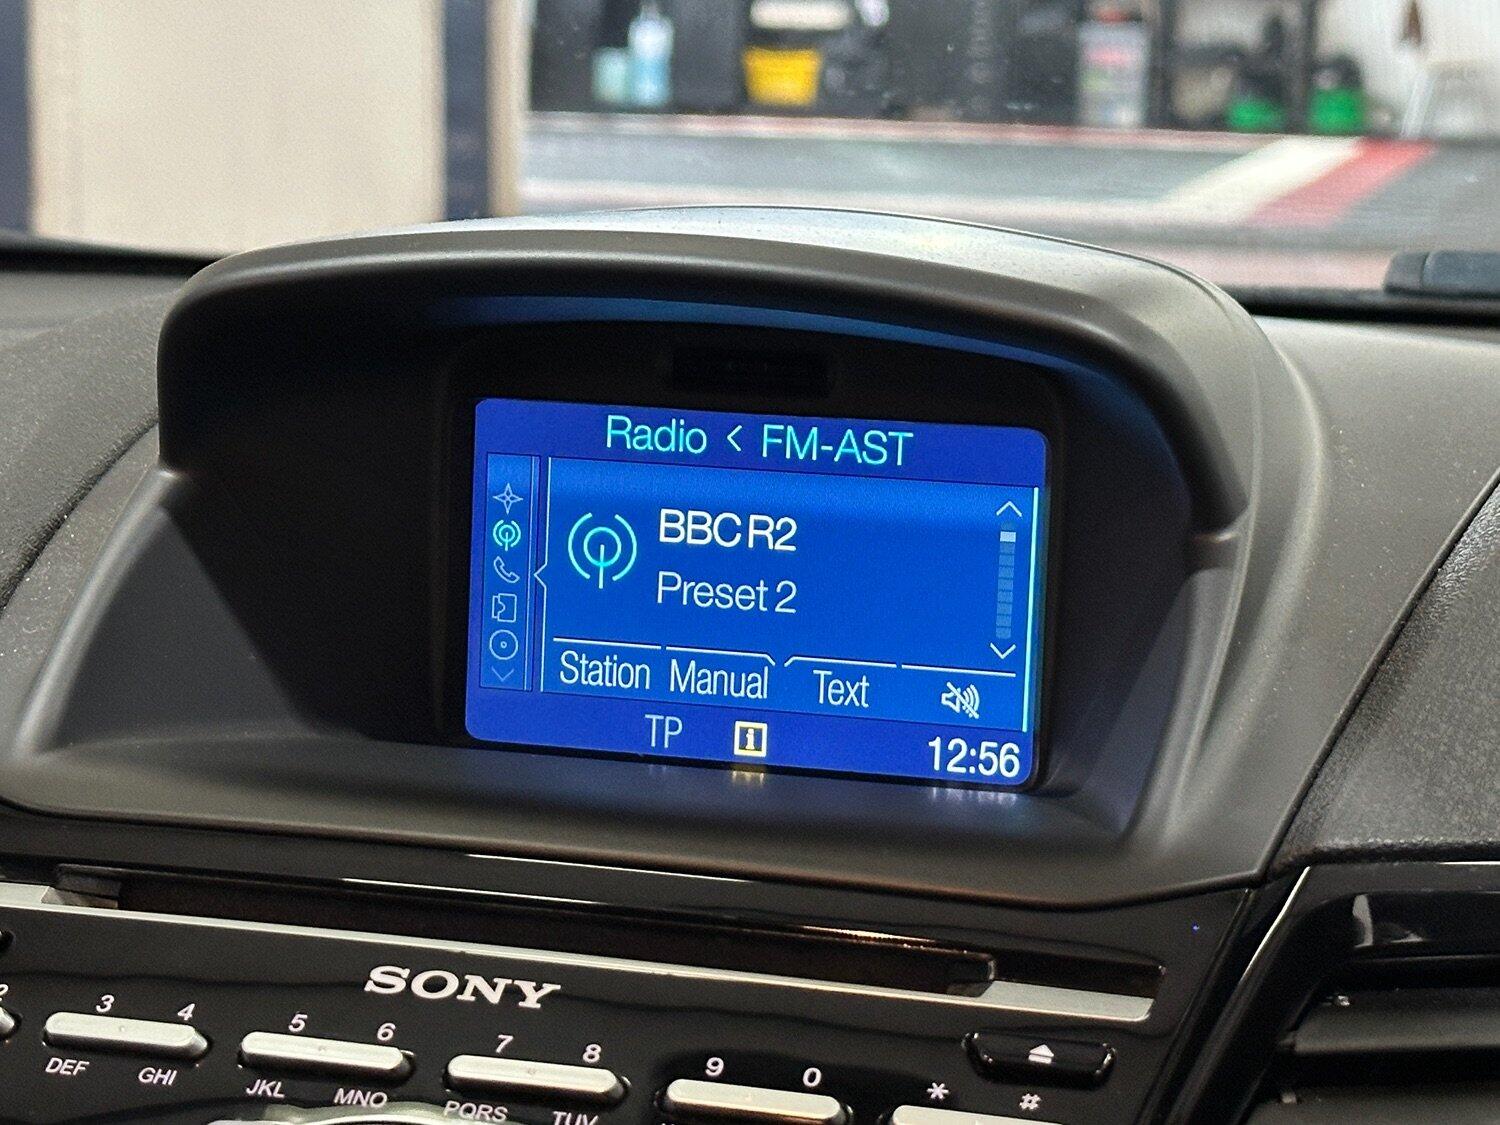 Radio < FM-AST
BBC R2
Preset 2
Station Manual Text
TP i 12:56
SONY
2 3 4 5 6 7 8 9 0 * #
DEF GHI JKL MNO PQRS TUV